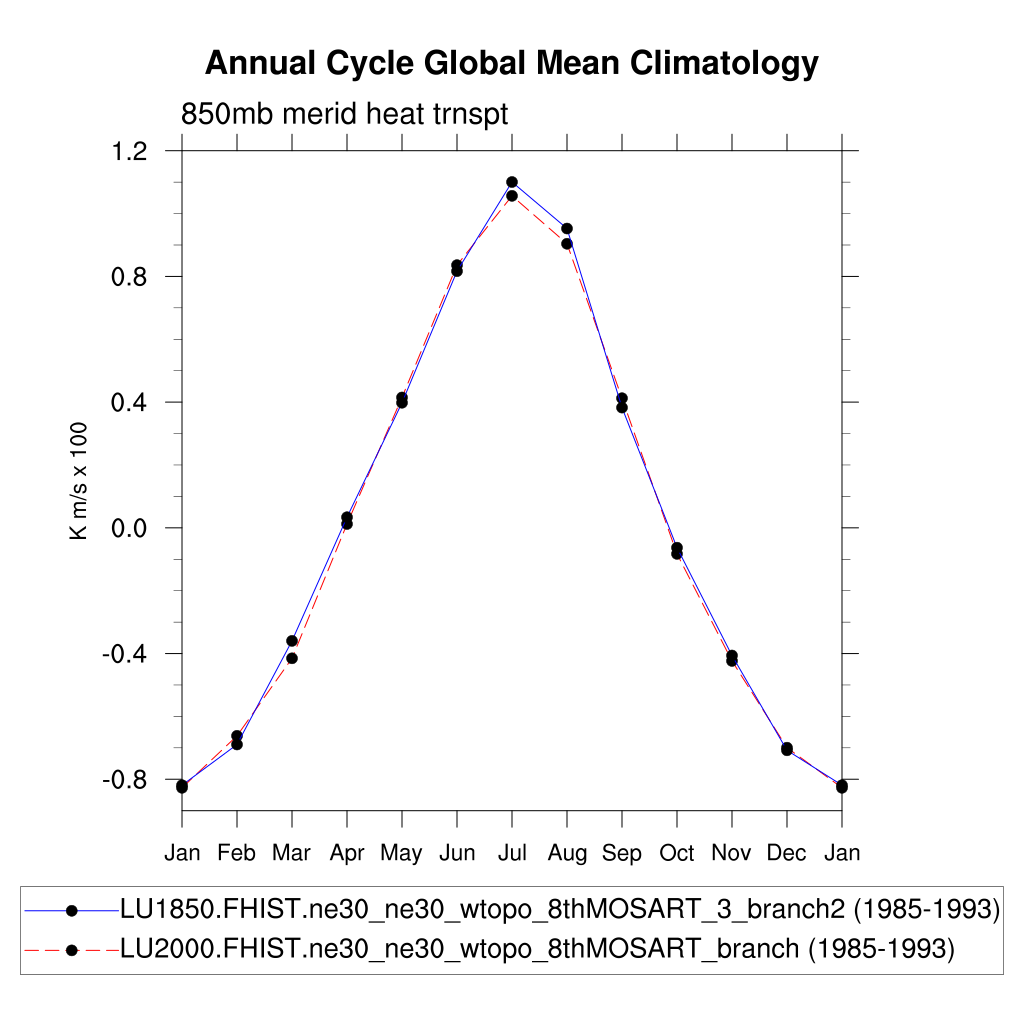 Annual Cycle Global Mean Climatology
850mb merid heat trnspt
1.2
0.8
0.4
0.0
-0.4
-0.8
K m/s x 100
Jan Feb Mar Apr May Jun Jul Aug Sep Oct Nov Dec Jan
LU1850.FHIST.ne30_ne30_wtopo_8thMOSART_3_branch2 (1985-1993)
LU2000.FHIST.ne30_ne30_wtopo_8thMOSART_branch (1985-1993)